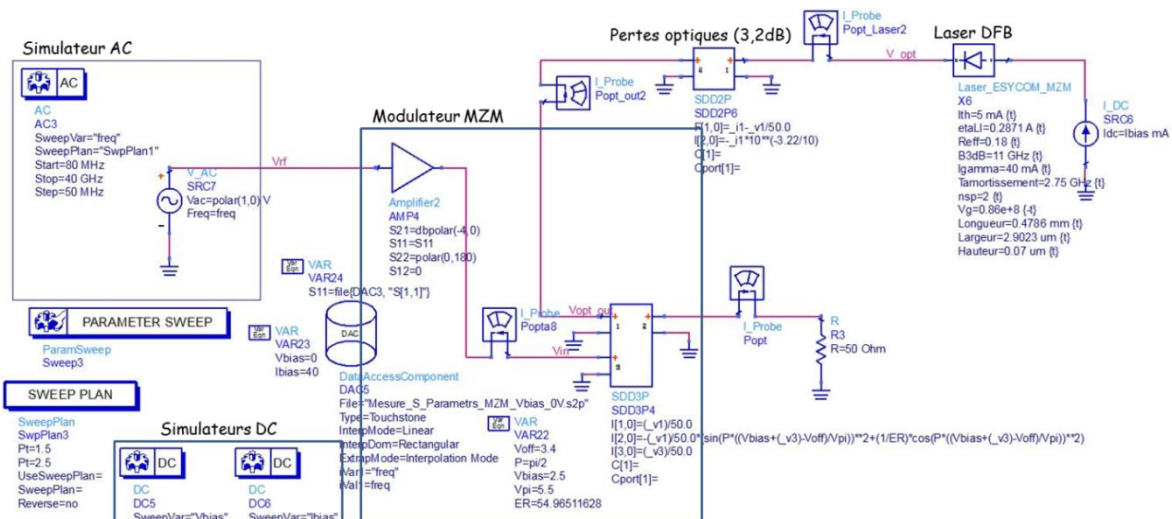 Simulateur AC
AC
AC
AC3
SweepVar="freq"
SweepPlan="SwpPlan1"
Start=80 MHz
Stop=40 GHz
Step=50 MHz
Vrf
V_AC
SRC7
Vac=polar(1,0) V
Freq=freq
PARAMETER SWEEP
ParamSweep
Sweep3
SWEEP PLAN
SweepPlan
SwpPlan3
Pt=1.5
Pt=2.5
UseSweepPlan=
SweepPlan=
Reverse=no
Simulateurs DC
DC
DC
DC5
SweepVar="Vbias"
DC
DC
DC6
SweepVar="Ibias"
Var
Eqn
VAR
VAR24
S11=file{DAC3, "S[1,1]"}
Var
Eqn
VAR
VAR23
Vbias=0
Ibias=40
Modulateur MZM
Amplifier2
AMP4
S21=dbpolar(-4,0)
S11=S11
S22=polar(0,180)
S12=0
DAC
DataAccessComponent
DAC5
File="Mesure_S_Parametrs_MZM_Vbias_0V.s2p"
Type=Touchstone
InterpMode=Linear
InterpDom=Rectangular
ExtrapMode=Interpolation Mode
iVar1="freq"
iVal1=freq
I_Probe
Popta8
Vin
Vopt_out
Var
Eqn
VAR
VAR22
Voff=3.4
P=pi/2
Vbias=2.5
Vpi=5.5
ER=54.96511628
1
2
3
SDD3P
SDD3P4
I[1,0]=(_v1)/50.0
I[2,0]=-(_v1)/50.0*(sin(P*((Vbias+(_v3)-Voff)/Vpi))**2+(1/ER)*cos(P*((Vbias+(_v3)-Voff)/Vpi))**2)
I[3,0]=(_v3)/50.0
C[1]=
Cport[1]=
I_Probe
Popt
R
R3
R=50 Ohm
Pertes optiques (3,2dB)
I_Probe
Popt_out2
2
1
SDD2P
SDD2P6
F[1,0]=_i1-_v1/50.0
I[2,0]=-_i1*10**(-3.22/10)
C[1]=
Cport[1]=
I_Probe
Popt_Laser2
V_opt
Laser DFB
Laser_ESYCOM_MZM
X6
Ith=5 mA {t}
etaLI=0.2871 A {t}
Reff=0.18 {t}
B3dB=11 GHz {t}
Igamma=40 mA {t}
Tamortissement=2.75 GHz {t}
nsp=2 {t}
Vg=0.86e+8 {-t}
Longueur=0.4786 mm {t}
Largeur=2.9023 um {t}
Hauteur=0.07 um {t}
I_DC
SRC6
Idc=Ibias mA